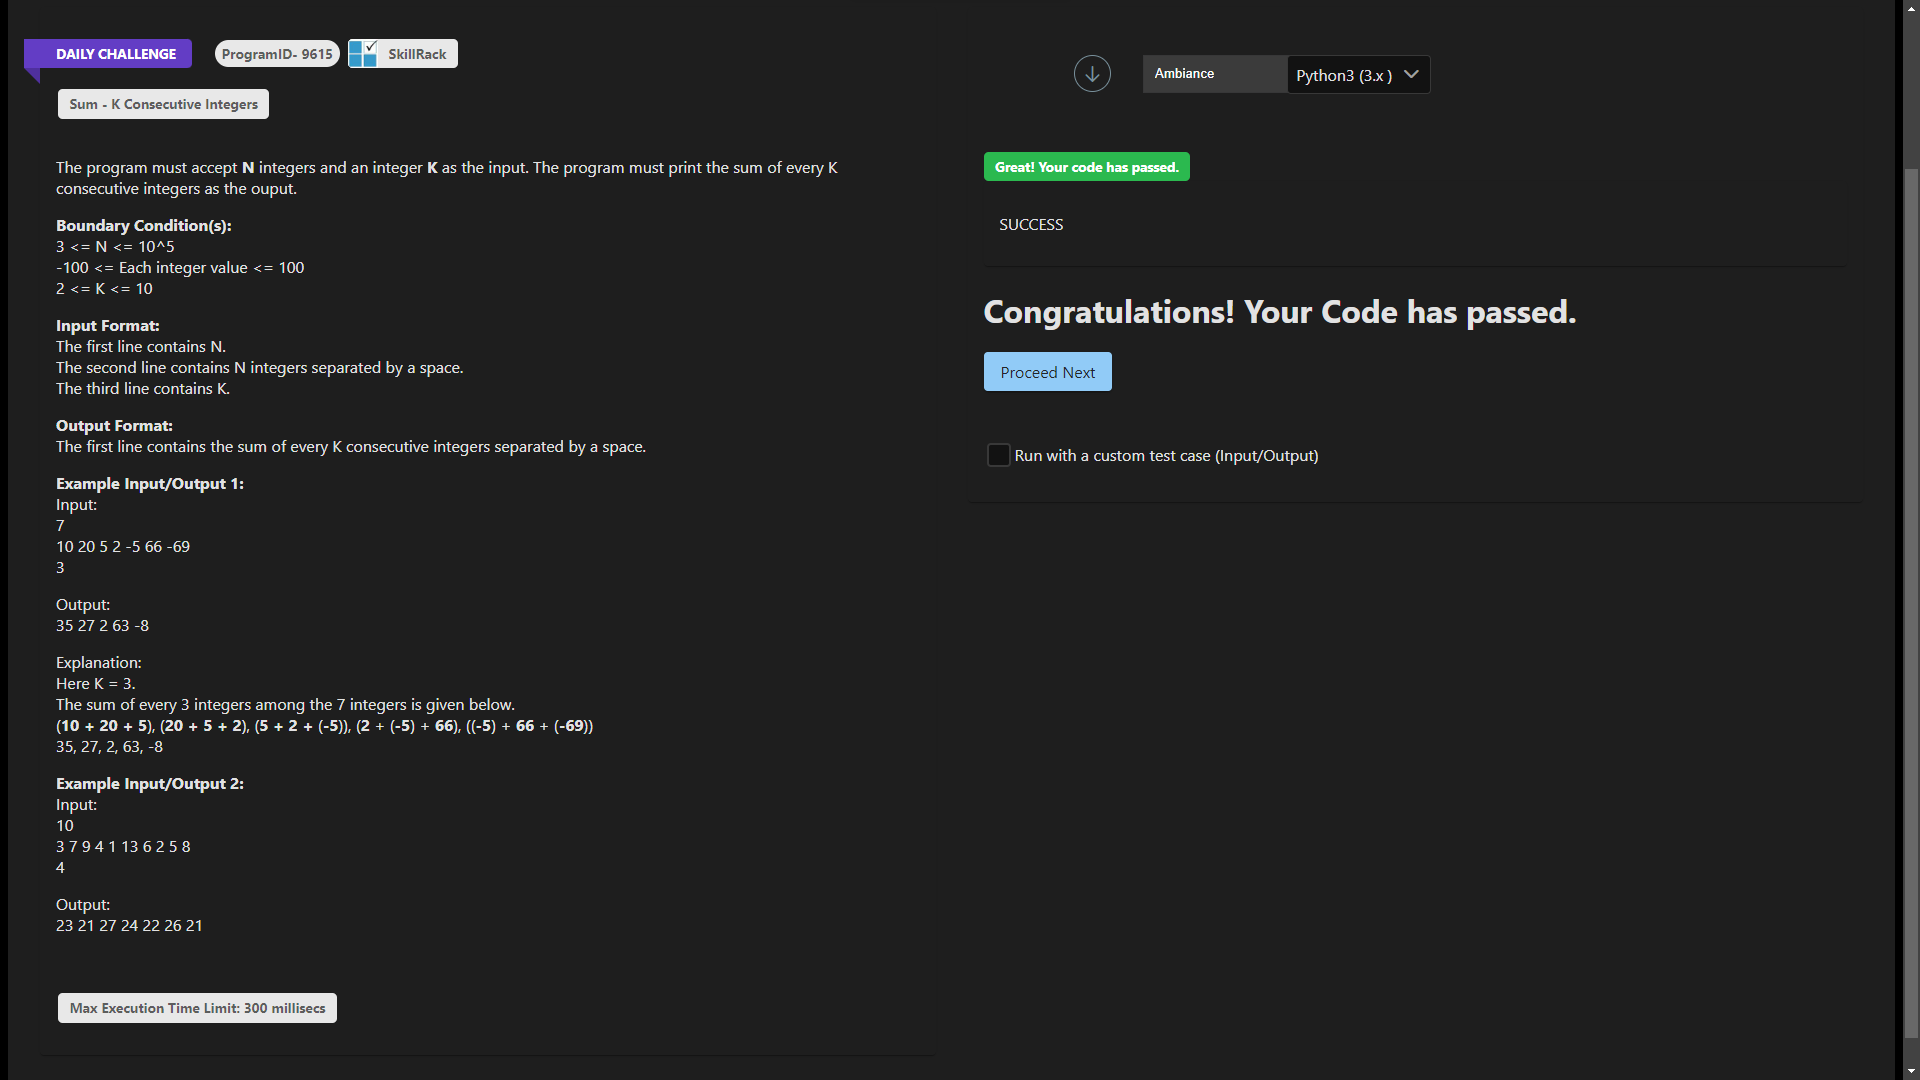 DAILY CHALLENGE
ProgramID- 9615
SkillRack
Sum - K Consecutive Integers
The program must accept N integers and an integer K as the input. The program must print the sum of every K
consecutive integers as the ouput.
Boundary Condition(s):
3 <= N <= 10^5
-100 <= Each integer value <= 100
2 <= K <= 10
Input Format:
The first line contains N.
The second line contains N integers separated by a space.
The third line contains K.
Output Format:
The first line contains the sum of every K consecutive integers separated by a space.
Example Input/Output 1:
Input:
7
10 20 5 2 -5 66 -69
3
Output:
35 27 2 63 -8
Explanation:
Here K = 3.
The sum of every 3 integers among the 7 integers is given below.
(10 + 20 + 5), (20 + 5 + 2), (5 + 2 + (-5)), (2 + (-5) + 66), ((-5) + 66 + (-69))
35, 27, 2, 63, -8
Example Input/Output 2:
Input:
10
3 7 9 4 1 13 6 2 5 8
4
Output:
23 21 27 24 22 26 21
Max Execution Time Limit: 300 millisecs
Ambiance
Python3 (3.x )
Great! Your code has passed.
SUCCESS
Congratulations! Your Code has passed.
Proceed Next
Run with a custom test case (Input/Output)